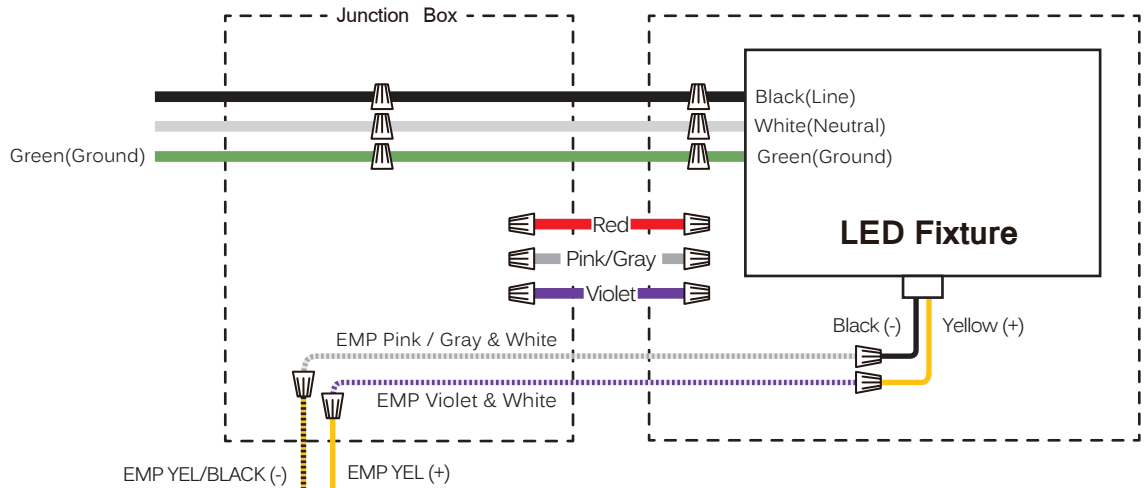 Junction Box
Black(Line)
White(Neutral)
Green(Ground)
Green(Ground)
Red
Pink/Gray
Violet
LED Fixture
Black (-)
Yellow (+)
EMP Pink / Gray & White
EMP Violet & White
EMP YEL/BLACK (-)
EMP YEL (+)